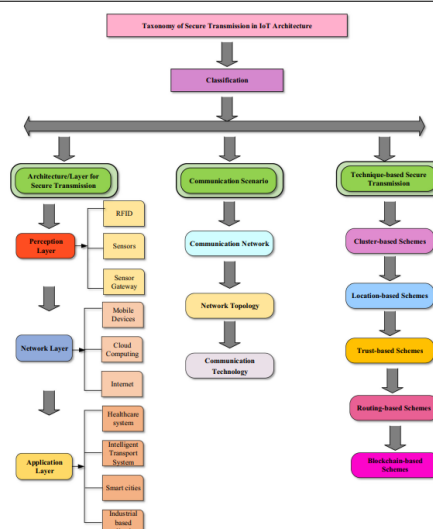 Taxonomy of Secure Transmission in IoT Architecture
Classification
Architecture/Layer for
Secure Transmission
Communication Scenario
Technique-based Secure
Transmission
Perception
Layer
RFID
Sensors
Sensor
Gateway
Network Layer
Mobile
Devices
Cloud
Computing
Internet
Application
Layer
Healthcare
system
Intelligent
Transport
System
Smart cities
Industrial
based
Communication Network
Network Topology
Communication
Technology
Cluster-based Schemes
Location-based Schemes
Trust-based Schemes
Routing-based Schemes
Blockchain-based
Schemes